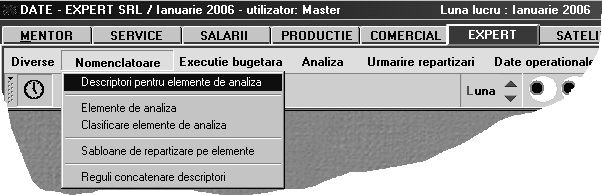 DATE - EXPERT SRL / Ianuarie 2006 - utilizator: Master Luna lucru : Ianuarie 2006
MENTOR SERVICE SALARII PRODUCTIE COMERCIAL EXPERT SATELI
Diverse Nomenclatoare Executie bugetara Analiza Urmarire repartizari Date operationale
Descriptori pentru elemente de analiza
Luna
Elemente de analiza
Clasificare elemente de analiza
Sabloane de repartizare pe elemente
Reguli concatenare descriptori